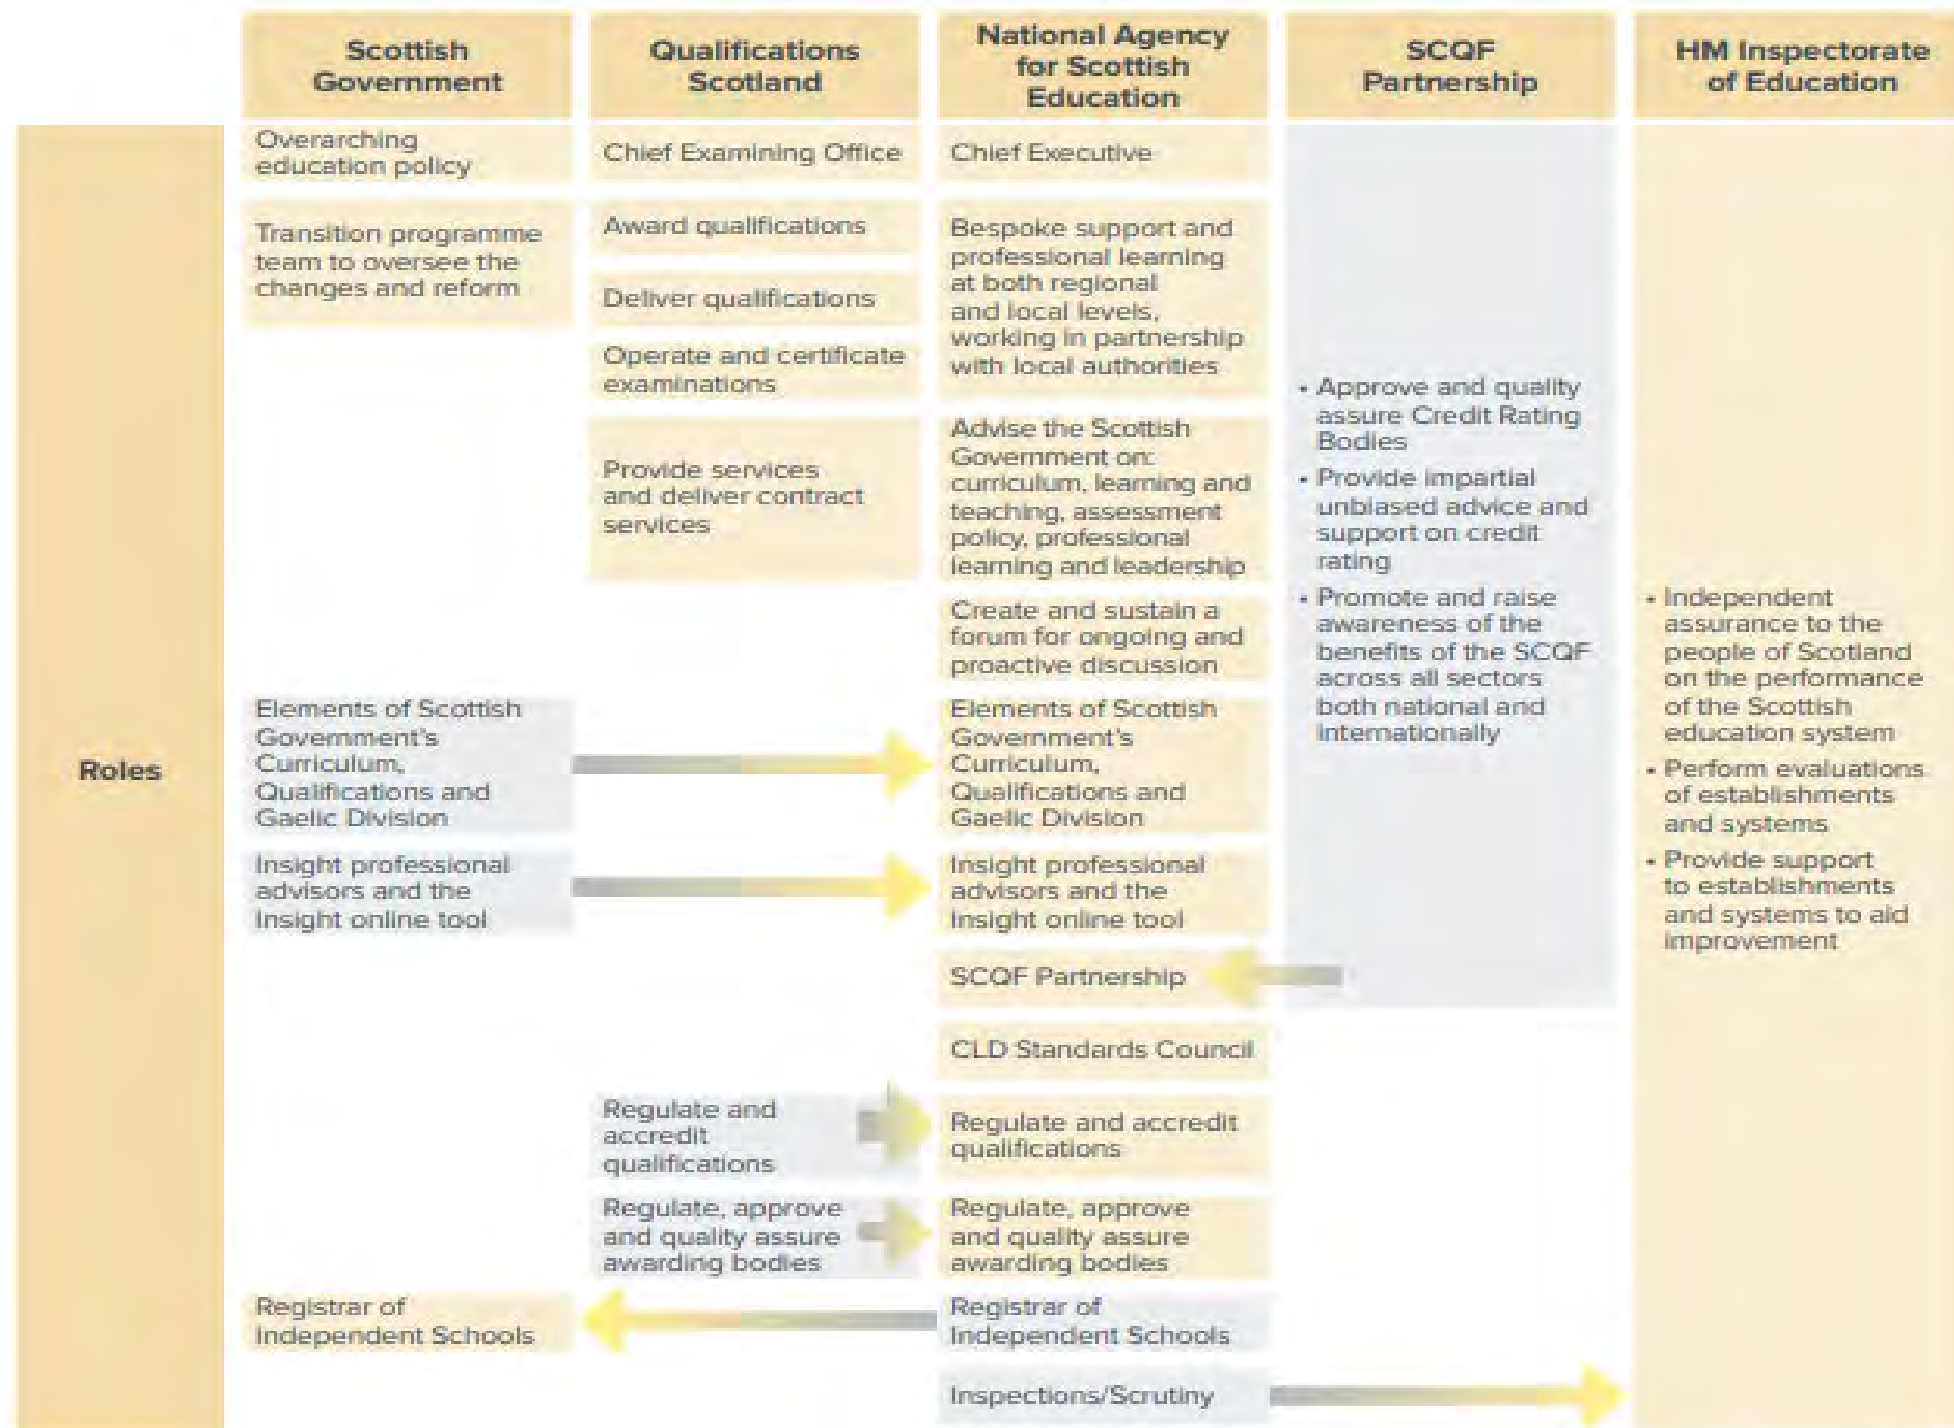 Scottish
Government
Qualifications
Scotland
National Agency
for Scottish
Education
SCQF
Partnership
HM Inspectorate
of Education
Roles
Overarching
education policy
Transition programme
team to oversee the
changes and reform
Elements of Scottish
Government's
Curriculum,
Qualifications and
Gaelic Division
Insight professional
advisors and the
Insight online tool
Registrar of
Independent Schools
Chief Examining Office
Award qualifications
Deliver qualifications
Operate and certificate
examinations
Provide services
and deliver contract
services
Regulate and
accredit
qualifications
Regulate, approve
and quality assure
awarding bodies
Chief Executive
Bespoke support and
professional learning
at both regional
and local levels,
working in partnership
with local authorities
Advise the Scottish
Government on:
curriculum, learning and
teaching, assessment
policy, professional
learning and leadership
Create and sustain a
forum for ongoing and
proactive discussion
Elements of Scottish
Government's
Curriculum,
Qualifications and
Gaelic Division
Insight professional
advisors and the
Insight online tool
SCQF Partnership
CLD Standards Council
Regulate and accredit
qualifications
Regulate, approve
and quality assure
awarding bodies
Registrar of
Independent Schools
Inspections/Scrutiny
• Approve and quality
assure Credit Rating
Bodies
• Provide impartial
unbiased advice and
support on credit
rating
• Promote and raise
awareness of the
benefits of the SCQF
across all sectors
both national and
internationally
• Independent
assurance to the
people of Scotland
on the performance
of the Scottish
education system
• Perform evaluations
of establishments
and systems
• Provide support
to establishments
and systems to aid
improvement